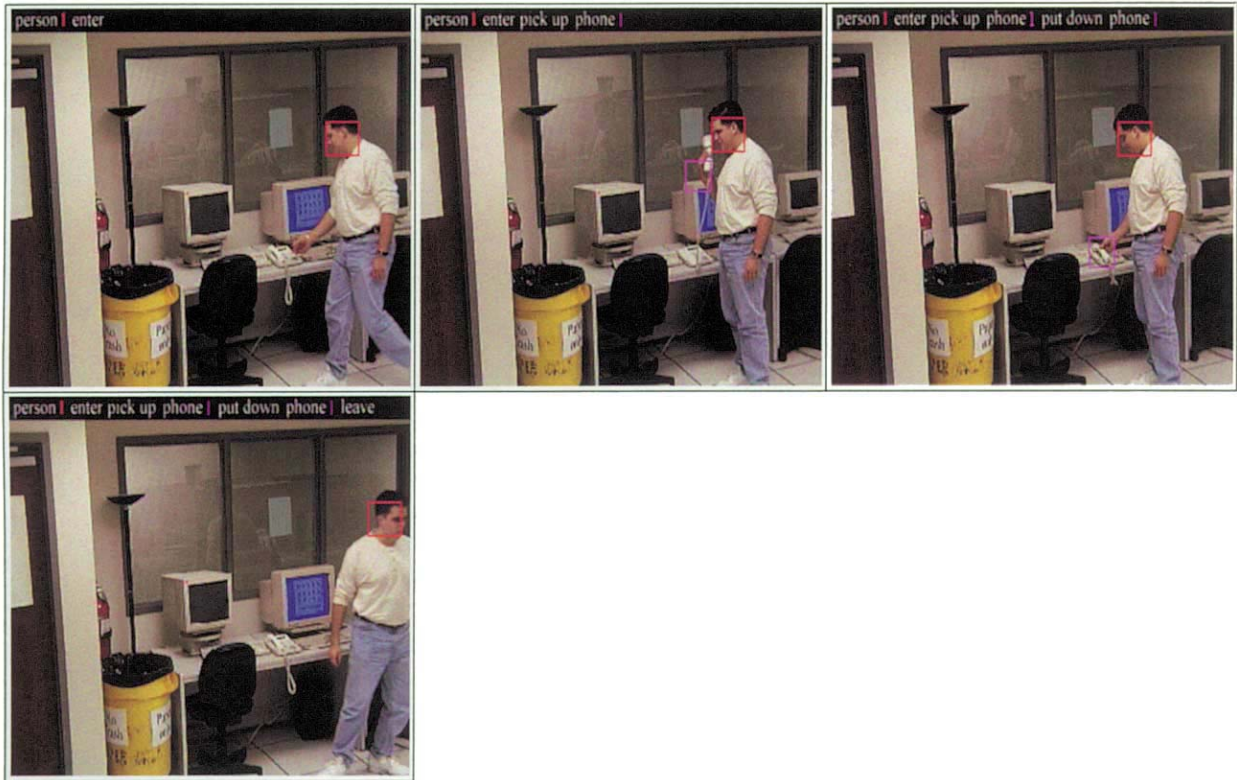 person enter
person enter pick up phone
person enter pick up phone put down phone
person enter pick up phone put down phone leave